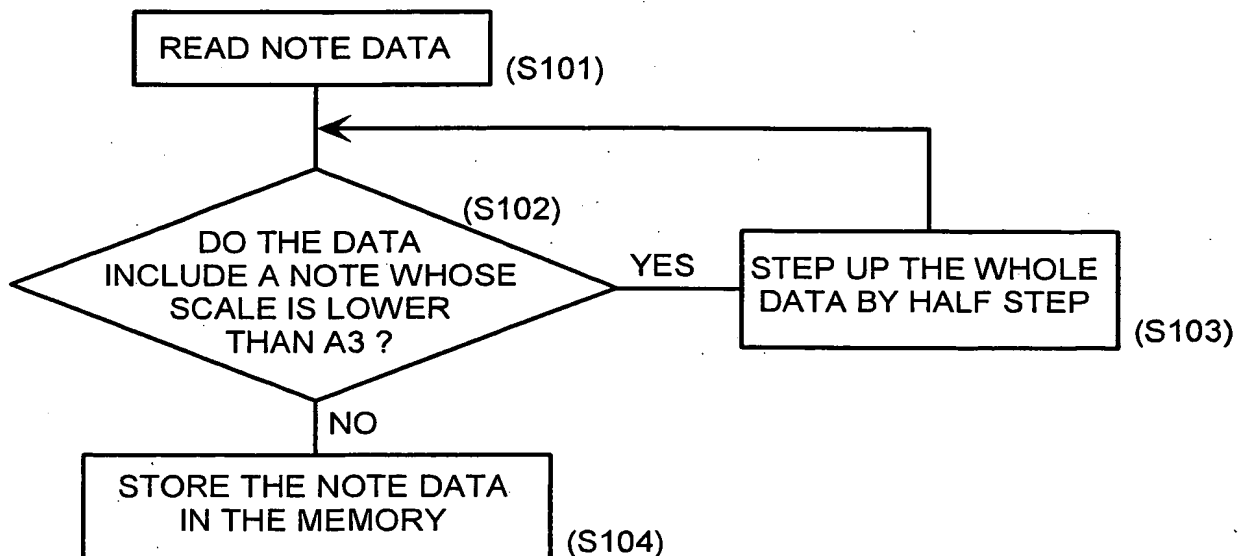 READ NOTE DATA
(S101)
(S102)
DO THE DATA
INCLUDE A NOTE WHOSE
SCALE IS LOWER
THAN A3 ?
YES
STEP UP THE WHOLE
DATA BY HALF STEP
(S103)
NO
STORE THE NOTE DATA
IN THE MEMORY
(S104)